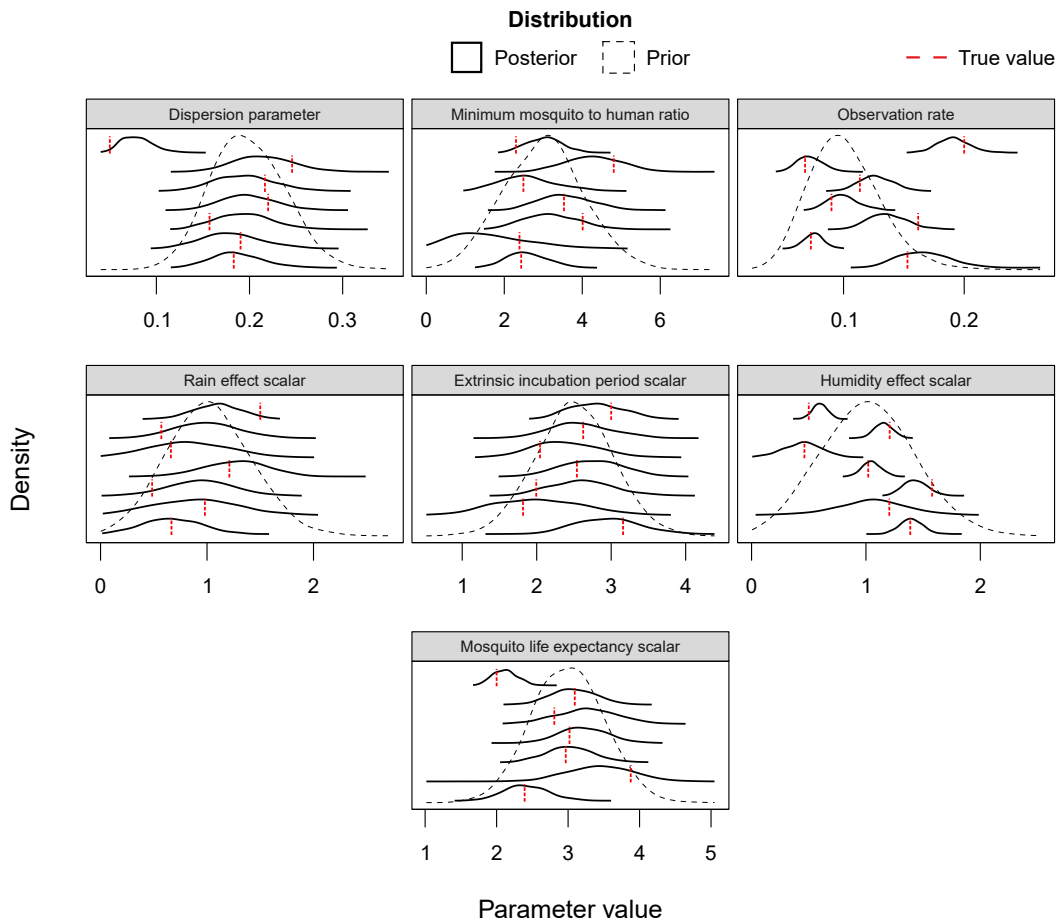 Distribution
Posterior Prior True value
Dispersion parameter Minimum mosquito to human ratio Observation rate
0.1 0.2 0.3 0 2 4 6 0.1 0.2
Rain effect scalar Extrinsic incubation period scalar Humidity effect scalar
Density
0 1 2 1 2 3 4 0 1 2
Mosquito life expectancy scalar
1 2 3 4 5
Parameter value